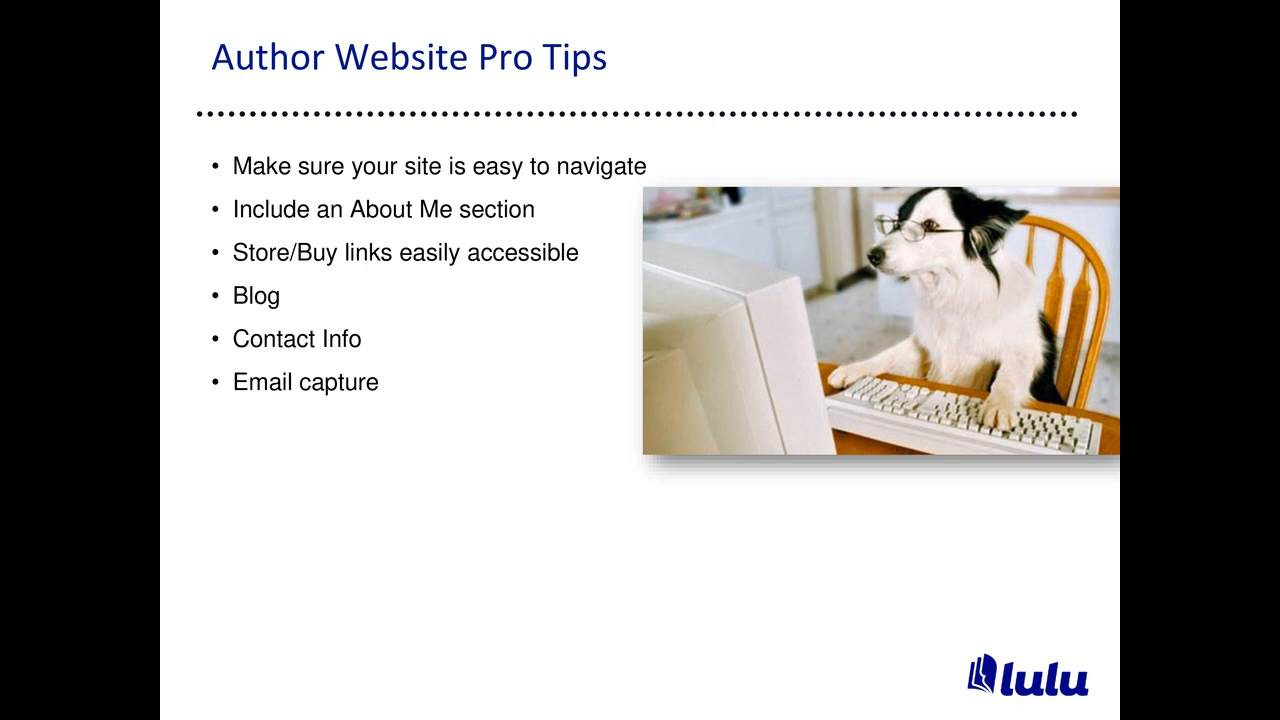 Author Website Pro Tips
• Make sure your site is easy to navigate
• Include an About Me section
• Store/Buy links easily accessible
• Blog
• Contact Info
• Email capture
lulu